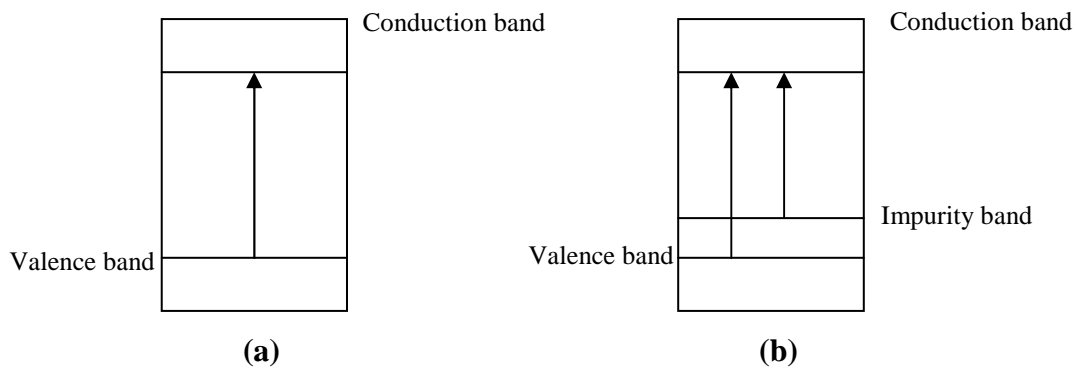 Conduction band
Conduction band
Impurity band
Valence band
Valence band
(a)
(b)